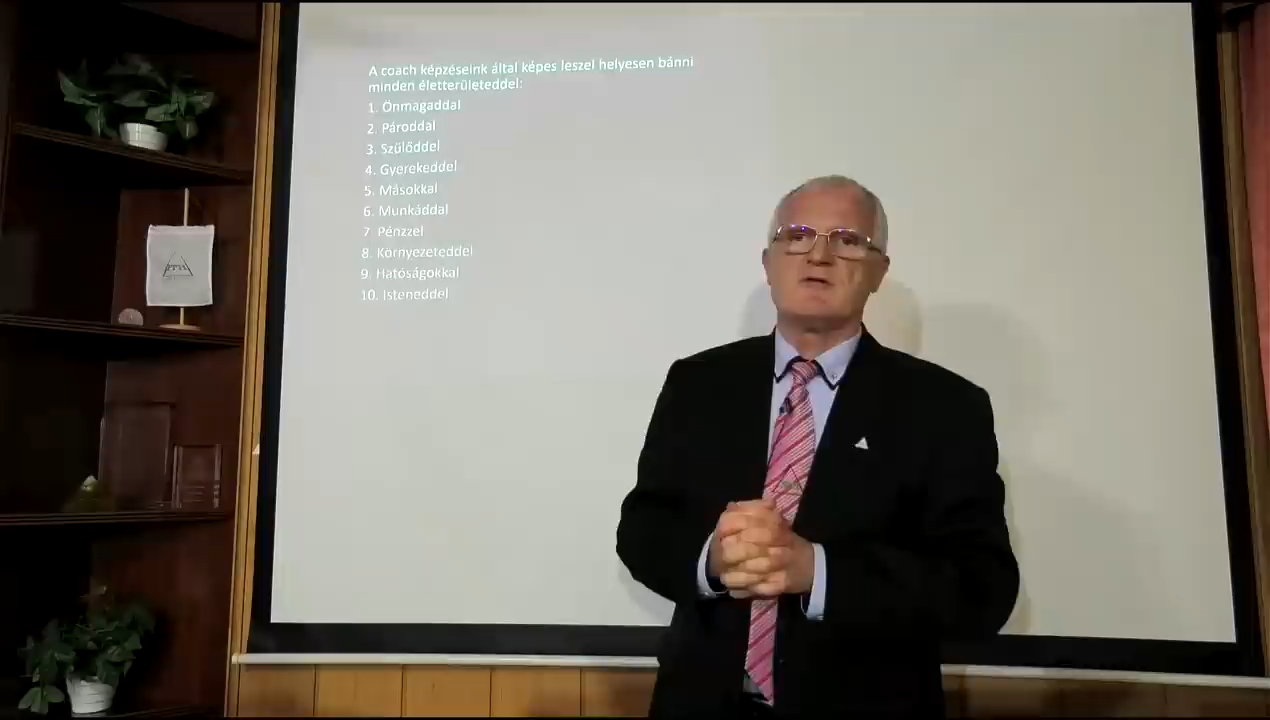 A coach képzéseink által képes leszel helyesen bánni
minden életterületeddel:
1. Önmagaddal
2. Pároddal
3. Szülőddel
4. Gyerekeddel
5. Másokkal
6. Munkáddal
7 Pénzzel
8. Környezeteddel
9. Hatóságokkal
10. Isteneddel